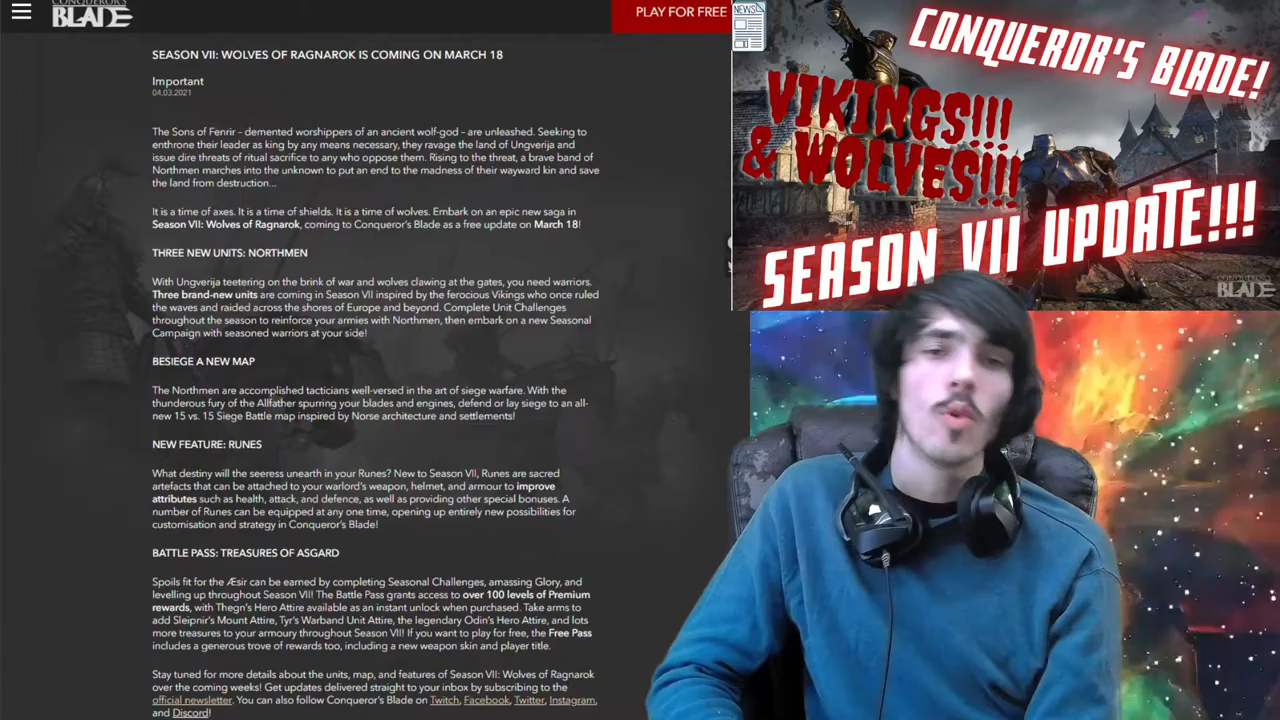 CONQUEROR'S
BLADE
PLAY FOR FREE
SEASON VII: WOLVES OF RAGNAROK IS COMING ON MARCH 18
Important
04.03.2021
The Sons of Fenrir – demented worshippers of an ancient wolf-god – are unleashed. Seeking to
enthrone their leader as king by any means necessary, they ravage the land of Ungverija and
issue dire threats of ritual sacrifice to any who oppose them. Rising to the threat, a brave band of
Northmen marches into the unknown to put an end to the madness of their wayward kin and save
the land from destruction...
It is a time of axes. It is a time of shields. It is a time of wolves. Embark on an epic new saga in
Season VII: Wolves of Ragnarok, coming to Conqueror's Blade as a free update on March 18!
THREE NEW UNITS: NORTHMEN
With Ungverija teetering on the brink of war and wolves clawing at the gates, you need warriors.
Three brand-new units are coming in Season VII inspired by the ferocious Vikings who once ruled
the waves and raided across the shores of Europe and beyond. Complete Unit Challenges
throughout the season to reinforce your armies with Northmen, then embark on a new Seasonal
Campaign with seasoned warriors at your side!
BESIEGE A NEW MAP
The Northmen are accomplished tacticians well-versed in the art of siege warfare. With the
thunderous fury of the Allfather spurring your blades and engines, defend or lay siege to an all-
new 15 vs. 15 Siege Battle map inspired by Norse architecture and settlements!
NEW FEATURE: RUNES
What destiny will the seeress unearth in your Runes? New to Season VII, Runes are sacred
artefacts that can be attached to your warlord's weapon, helmet, and armour to improve
attributes such as health, attack, and defence, as well as providing other special bonuses. A
number of Runes can be equipped at any one time, opening up entirely new possibilities for
customisation and strategy in Conqueror's Blade!
BATTLE PASS: TREASURES OF ASGARD
Spoils fit for the Æsir can be earned by completing Seasonal Challenges, amassing Glory, and
levelling up throughout Season VII! The Battle Pass grants access to over 100 levels of Premium
rewards, with Thegn's Hero Attire available as an instant unlock when purchased. Take arms to
add Sleipnir's Mount Attire, Tyr's Warband Unit Attire, the legendary Odin's Hero Attire, and lots
more treasures to your armoury throughout Season VII! If you want to play for free, the Free Pass
includes a generous trove of rewards too, including a new weapon skin and player title.
Stay tuned for more details about the units, map, and features of Season VII: Wolves of Ragnarok
over the coming weeks! Get updates delivered straight to your inbox by subscribing to the
official newsletter. You can also follow Conqueror's Blade on Twitch, Facebook, Twitter, Instagram,
and Discord!
NEWS
CONQUEROR'S BLADE!
VIKINGS!!!
& WOLVES!!!
SEASON VII UPDATE!!!
CONQUEROR'S
BLADE